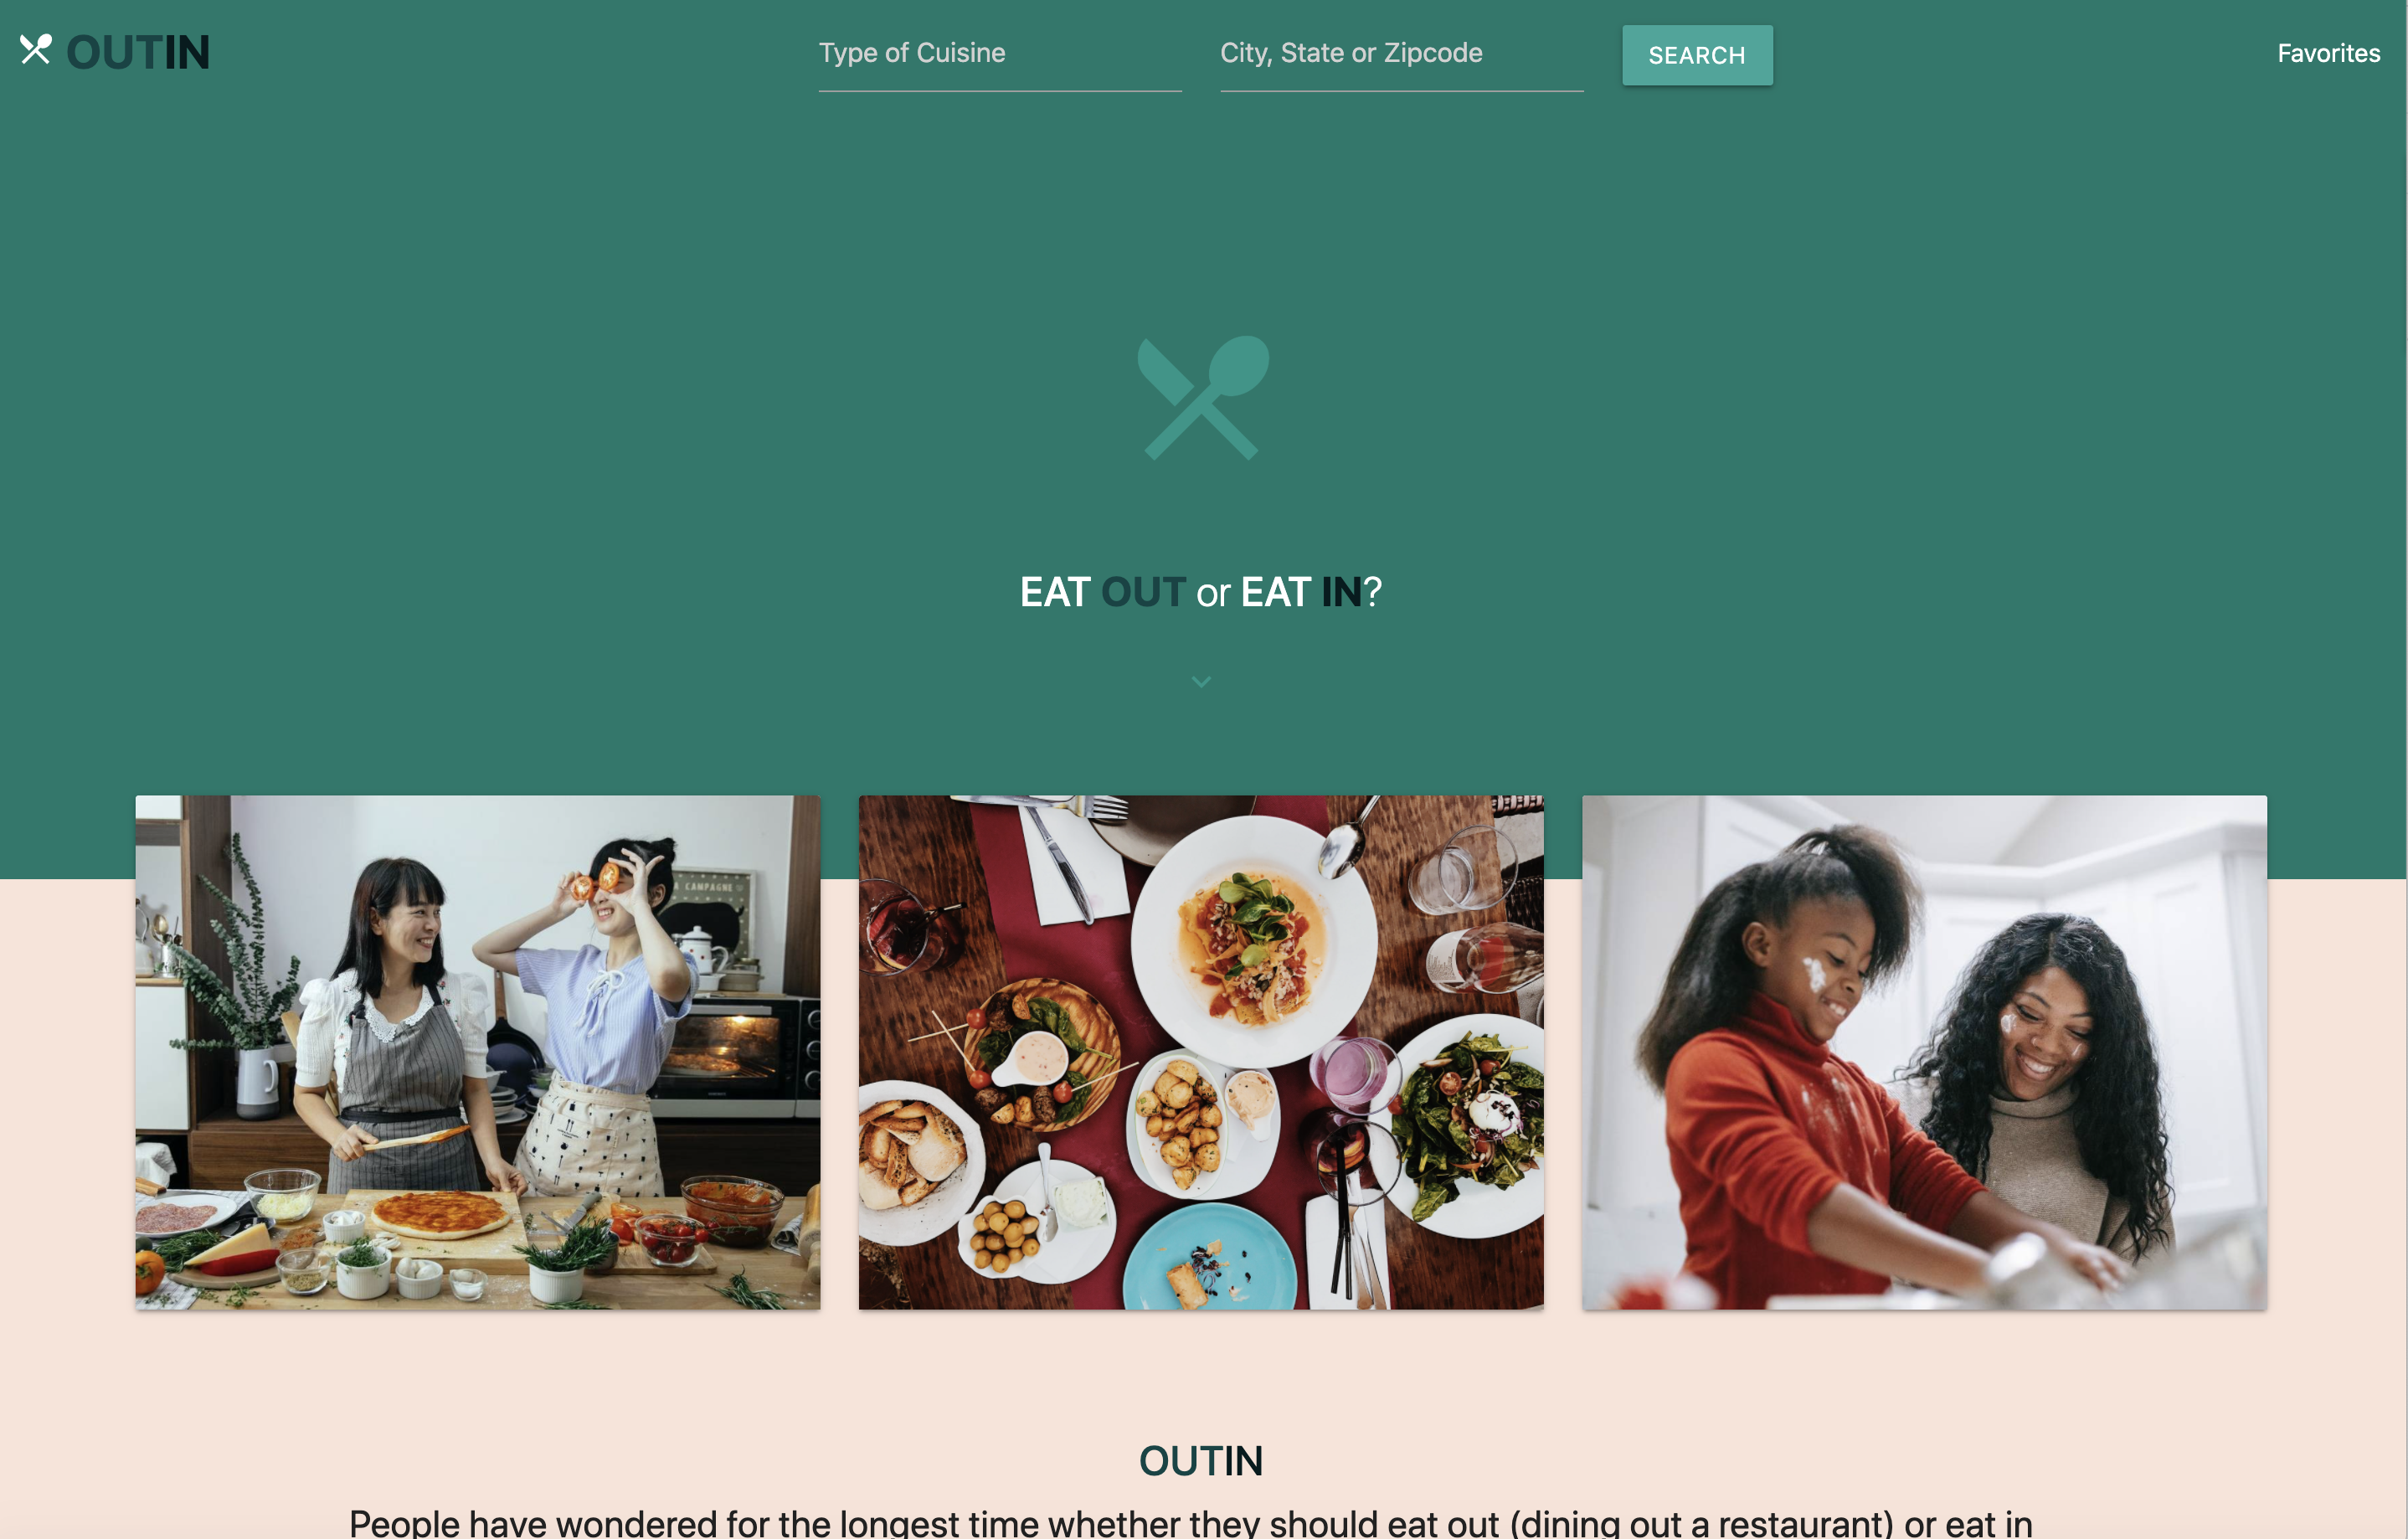 OUTIN
Type of Cuisine
City, State or Zipcode
SEARCH
Favorites
EAT OUT or EAT IN?
A CAMPAGNE
OUTIN
People have wondered for the longest time whether they should eat out (dining out a restaurant) or eat in